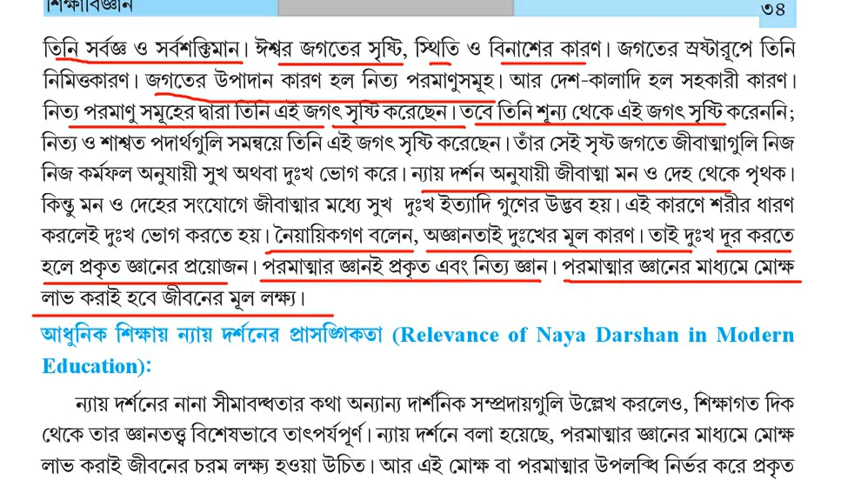 শিক্ষাবিজ্ঞান
৩৪
তিনি সর্বজ্ঞ ও সর্বশক্তিমান। ঈশ্বর জগতের সৃষ্টি, স্থিতি ও বিনাশের কারণ। জগতের স্রষ্টারূপে তিনি
নিমিত্তকারণ। জগতের উপাদান কারণ হল নিত্য পরমাণুসমূহ। আর দেশ-কালাদি হল সহকারী কারণ।
নিত্য পরমাণু সমূহের দ্বারা তিনি এই জগৎ সৃষ্টি করেছেন। তবে তিনি শূন্য থেকে এই জগৎ সৃষ্টি করেননি;
নিত্য ও শাশ্বত পদার্থগুলি সমন্বয়ে তিনি এই জগৎ সৃষ্টি করেছেন। তাঁর সেই সৃষ্ট জগতে জীবাত্মাগুলি নিজ
নিজ কর্মফল অনুযায়ী সুখ অথবা দুঃখ ভোগ করে। ন্যায় দর্শন অনুযায়ী জীবাত্মা মন ও দেহ থেকে পৃথক।
কিন্তু মন ও দেহের সংযোগে জীবাত্মার মধ্যে সুখ দুঃখ ইত্যাদি গুণের উদ্ভব হয়। এই কারণে শরীর ধারণ
করলেই দুঃখ ভোগ করতে হয়। নৈয়ায়িকগণ বলেন, অজ্ঞানতাই দুঃখের মূল কারণ। তাই দুঃখ দূর করতে
হলে প্রকৃত জ্ঞানের প্রয়োজন। পরমাত্মার জ্ঞানই প্রকৃত এবং নিত্য জ্ঞান। পরমাত্মার জ্ঞানের মাধ্যমে মোক্ষ
লাভ করাই হবে জীবনের মূল লক্ষ্য।
আধুনিক শিক্ষায় ন্যায় দর্শনের প্রাসঙ্গিকতা (Relevance of Naya Darshan in Modern
Education):
ন্যায় দর্শনের নানা সীমাবদ্ধতার কথা অন্যান্য দার্শনিক সম্প্রদায়গুলি উল্লেখ করলেও, শিক্ষাগত দিক
থেকে তার জ্ঞানতত্ত্ব বিশেষভাবে তাৎপর্যপূর্ণ। ন্যায় দর্শনে বলা হয়েছে, পরমাত্মার জ্ঞানের মাধ্যমে মোক্ষ
লাভ করাই জীবনের চরম লক্ষ্য হওয়া উচিত। আর এই মোক্ষ বা পরমাত্মার উপলব্ধি নির্ভর করে প্রকৃত